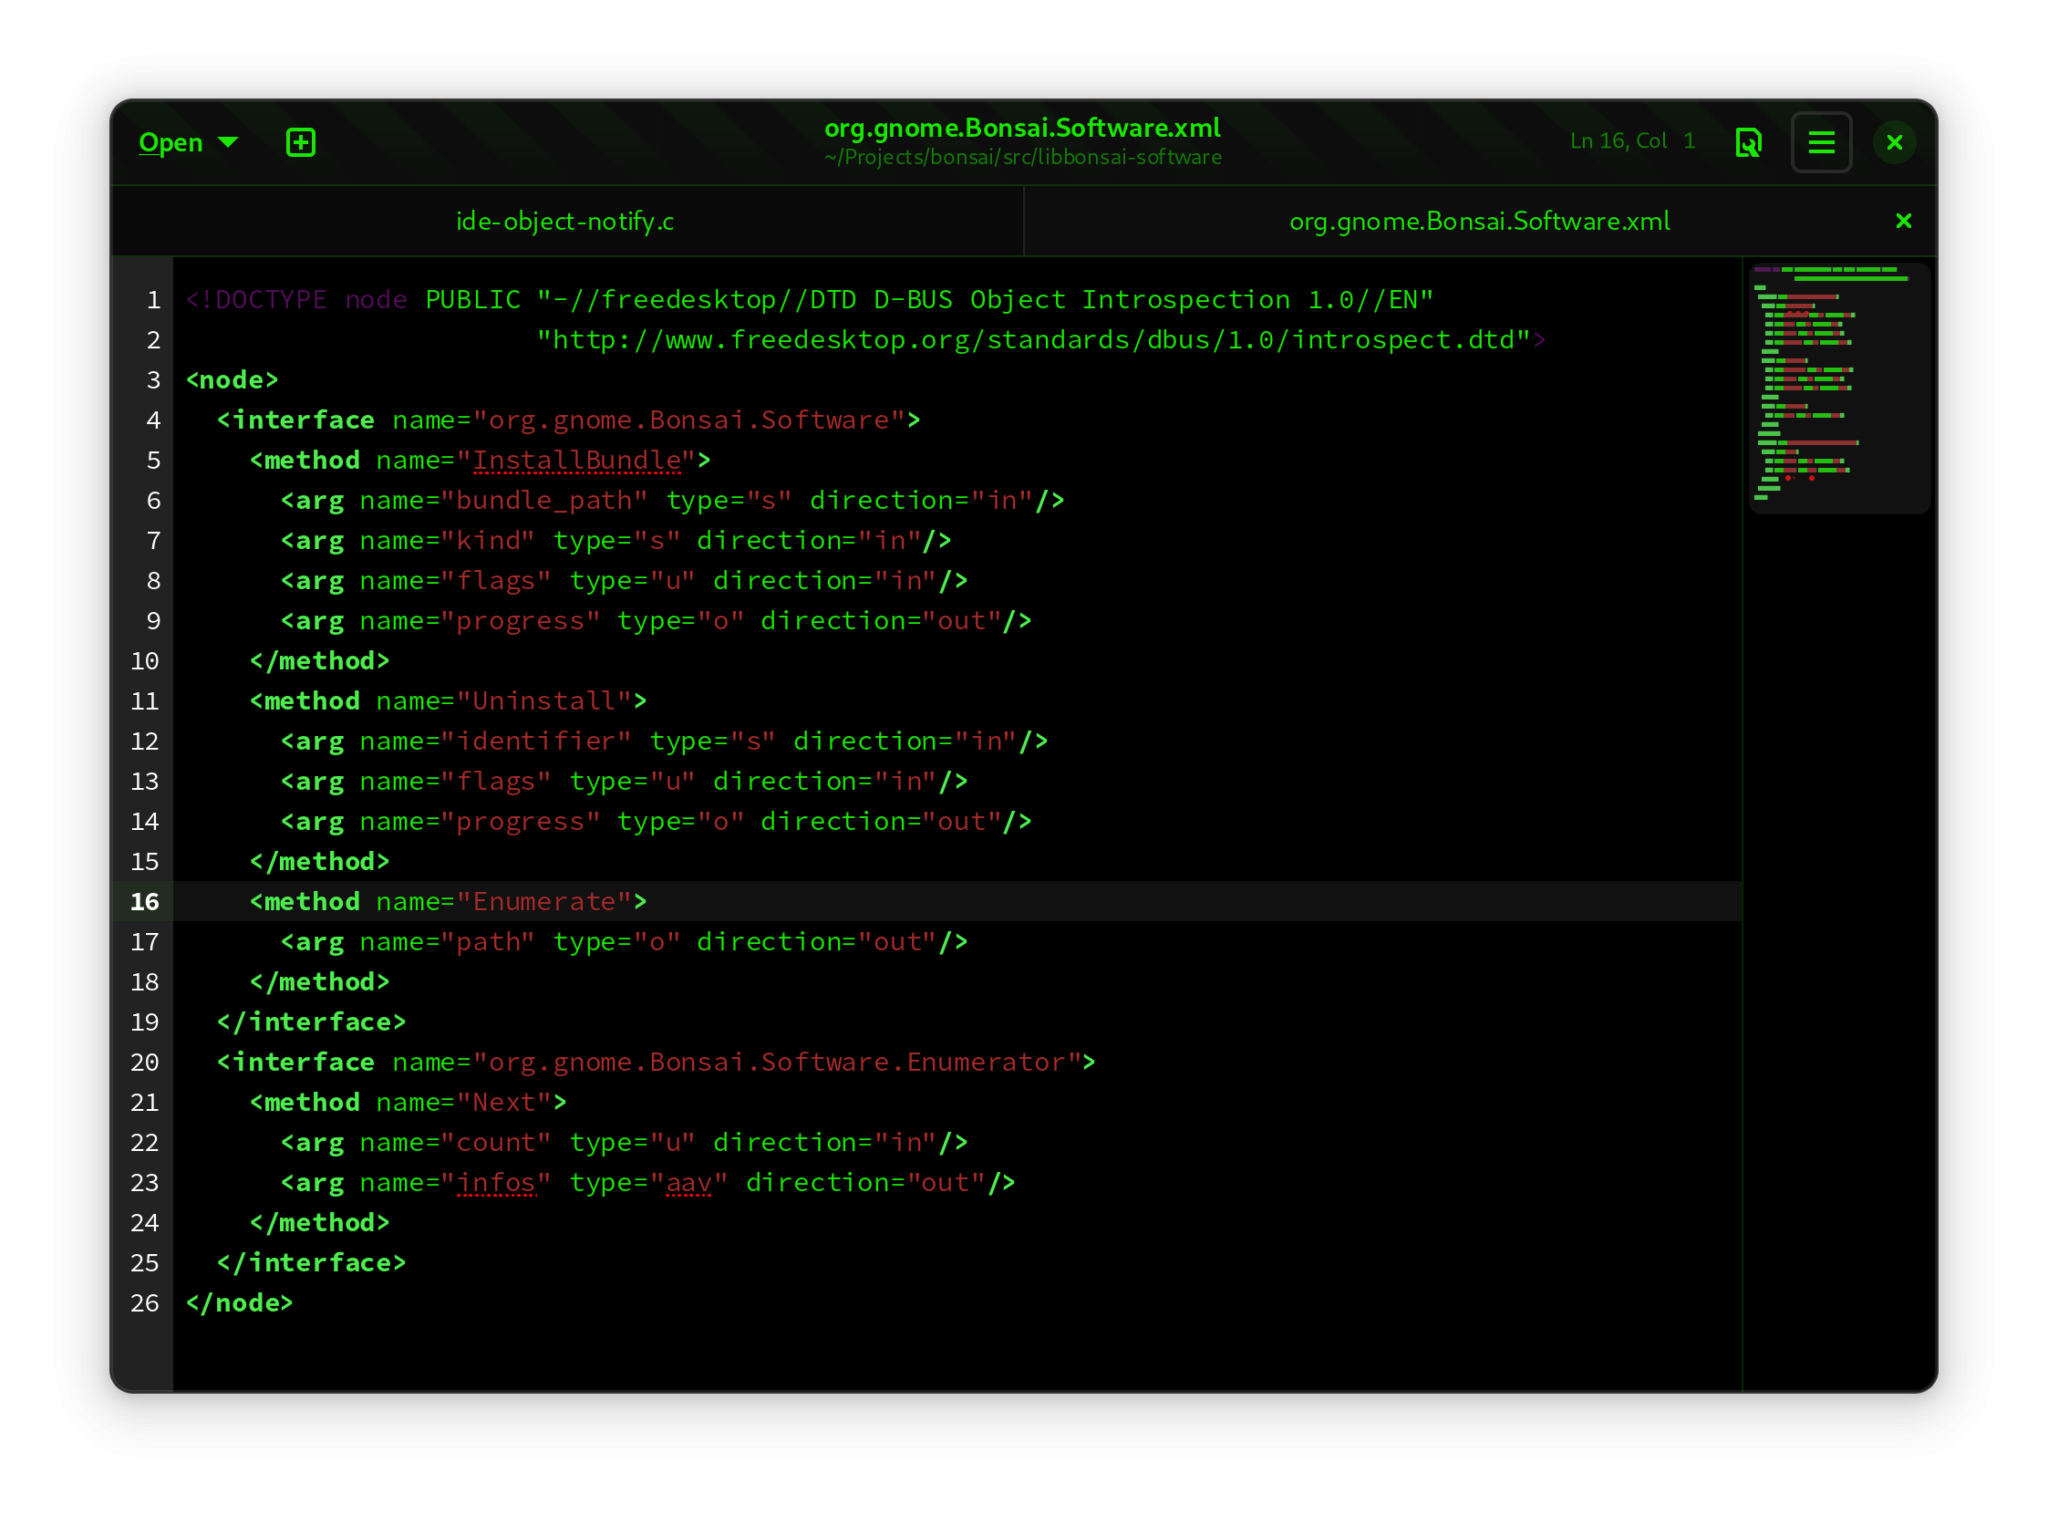 Open
org.gnome.Bonsai.Software.xml
~/Projects/bonsai/src/libbonsai-software
Ln 16, Col 1
ide-object-notify.c
org.gnome.Bonsai.Software.xml
1 <!DOCTYPE node PUBLIC "-//freedesktop//DTD D-BUS Object Introspection 1.0//EN"
2                       "http://www.freedesktop.org/standards/dbus/1.0/introspect.dtd">
3 <node>
4   <interface name="org.gnome.Bonsai.Software">
5     <method name="InstallBundle">
6       <arg name="bundle_path" type="s" direction="in"/>
7       <arg name="kind" type="s" direction="in"/>
8       <arg name="flags" type="u" direction="in"/>
9       <arg name="progress" type="o" direction="out"/>
10     </method>
11     <method name="Uninstall">
12       <arg name="identifier" type="s" direction="in"/>
13       <arg name="flags" type="u" direction="in"/>
14       <arg name="progress" type="o" direction="out"/>
15     </method>
16     <method name="Enumerate">
17       <arg name="path" type="o" direction="out"/>
18     </method>
19   </interface>
20   <interface name="org.gnome.Bonsai.Software.Enumerator">
21     <method name="Next">
22       <arg name="count" type="u" direction="in"/>
23       <arg name="infos" type="aav" direction="out"/>
24     </method>
25   </interface>
26 </node>